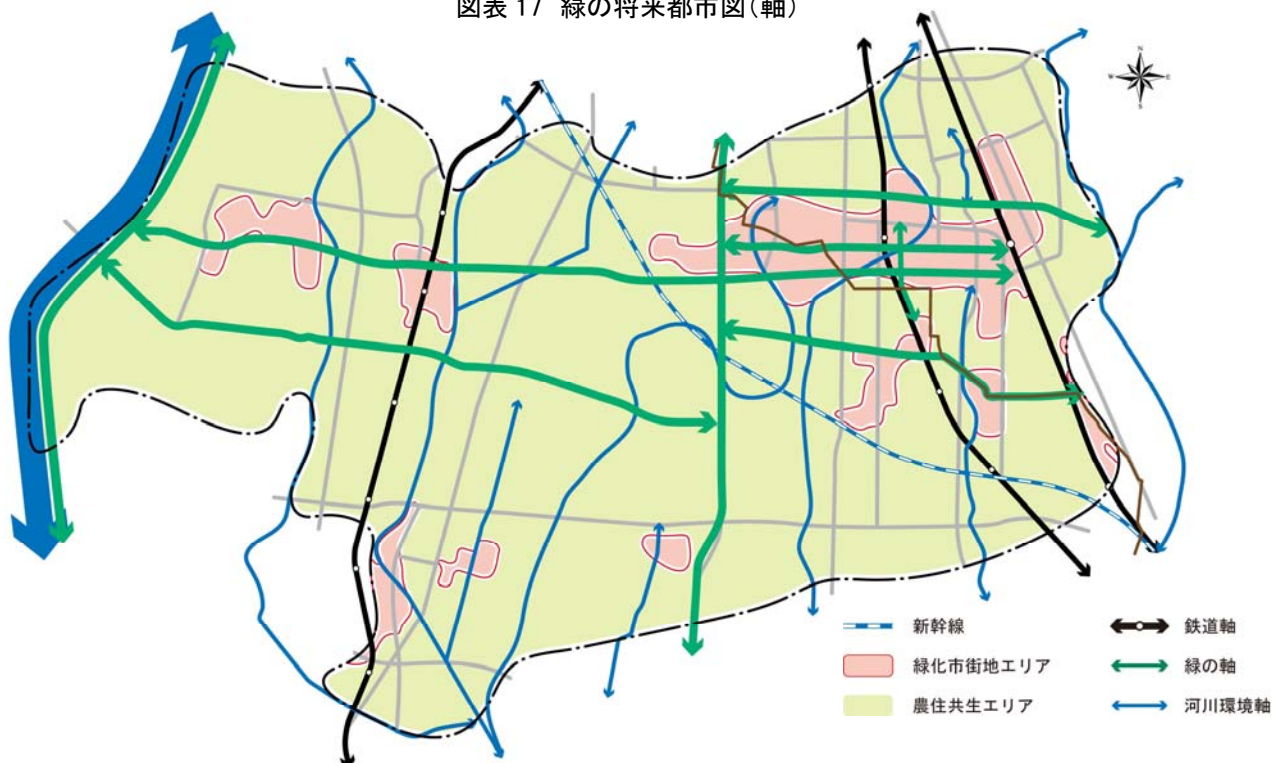 図表 17 緑の将来都市図(軸)
N
W
E
S
新幹線
鉄道軸
緑化市街地エリア
緑の軸
農住共生エリア
河川環境軸